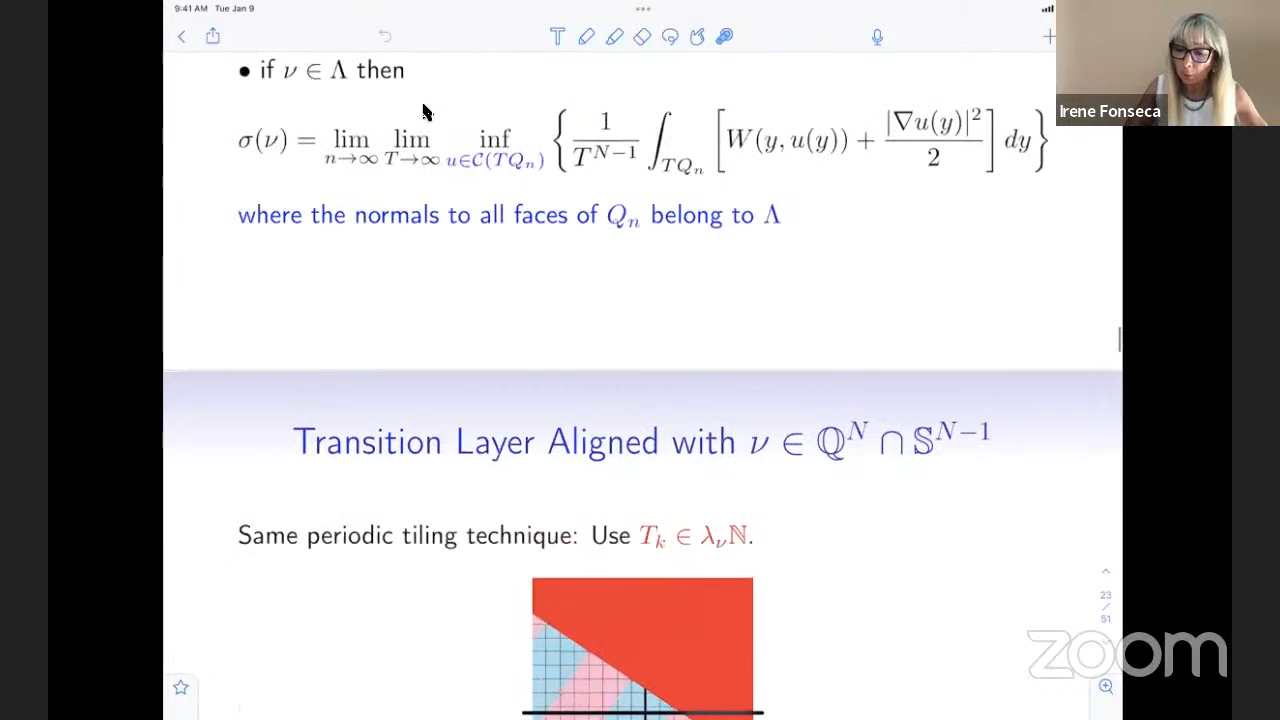 9:41 AM Tue Jan 9
• if ν ∈ Λ then
σ(ν) = lim_{n→∞} lim_{T→∞} inf_{u∈𝒞(TQ_n)} { 1/T^{N−1} ∫_{TQ_n} [ W(y, u(y)) + |∇u(y)|²/2 ] dy }
where the normals to all faces of Q_n belong to Λ
Irene Fonseca
Transition Layer Aligned with ν ∈ ℚ^N ∩ 𝕊^{N−1}
Same periodic tiling technique: Use T_k ∈ λ_ν ℕ.
23
/
51
zoom